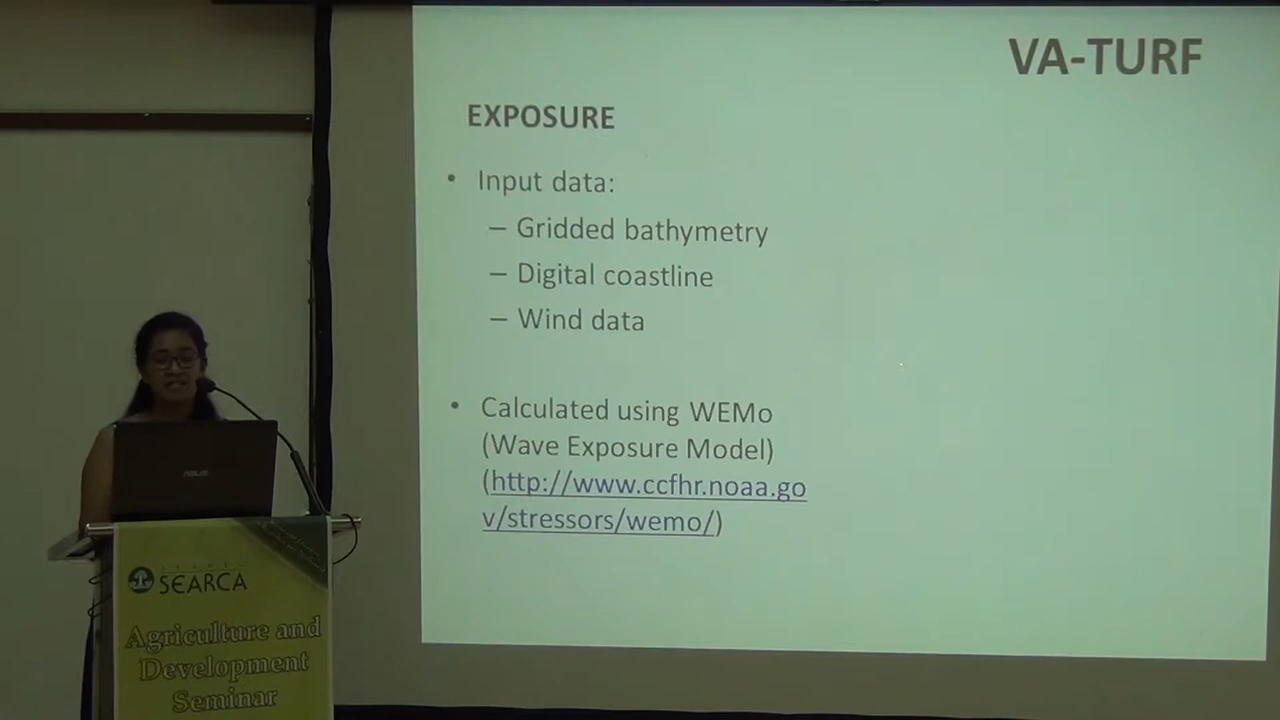 VA-TURF
EXPOSURE
• Input data:
– Gridded bathymetry
– Digital coastline
– Wind data
• Calculated using WEMo
(Wave Exposure Model)
(http://www.ccfhr.noaa.go
v/stressors/wemo/)
ASUS
SEARCA
Agriculture and
Development
Seminar